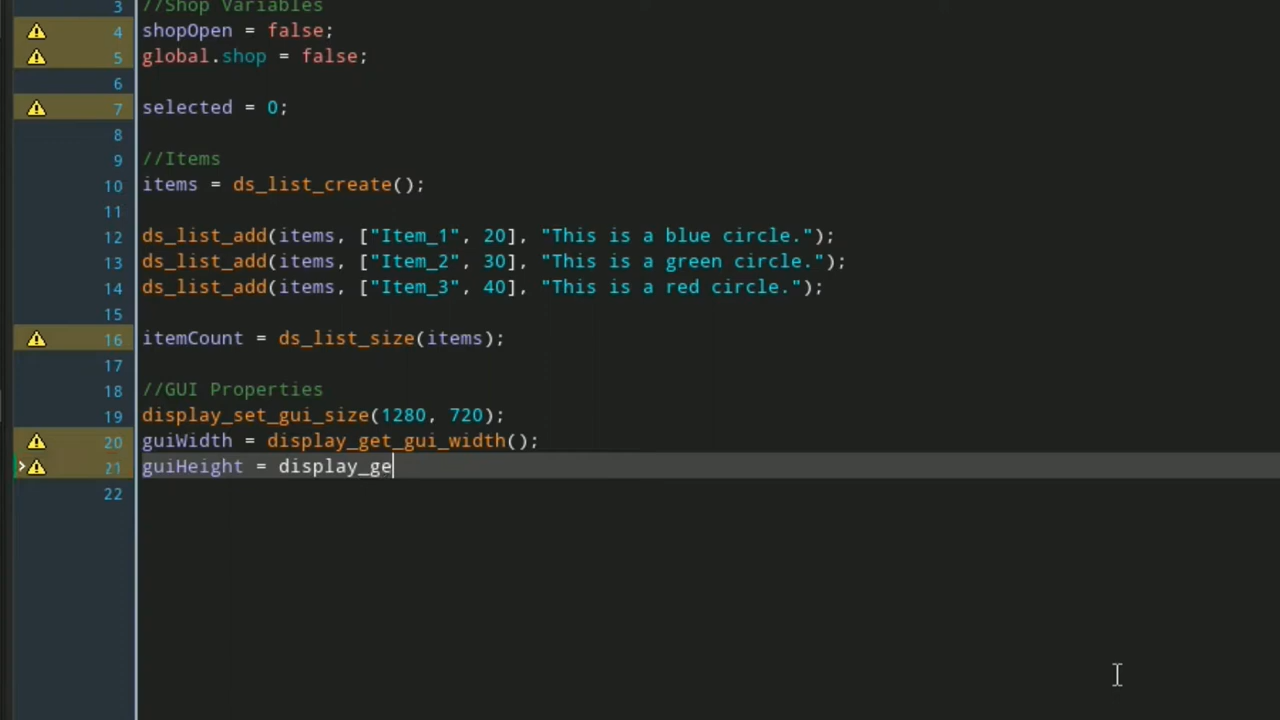 3 //Shop Variables
4 shopOpen = false;
5 global.shop = false;
6
7 selected = 0;
8
9 //Items
10 items = ds_list_create();
11
12 ds_list_add(items, ["Item_1", 20], "This is a blue circle.");
13 ds_list_add(items, ["Item_2", 30], "This is a green circle.");
14 ds_list_add(items, ["Item_3", 40], "This is a red circle.");
15
16 itemCount = ds_list_size(items);
17
18 //GUI Properties
19 display_set_gui_size(1280, 720);
20 guiWidth = display_get_gui_width();
21 guiHeight = display_ge
22